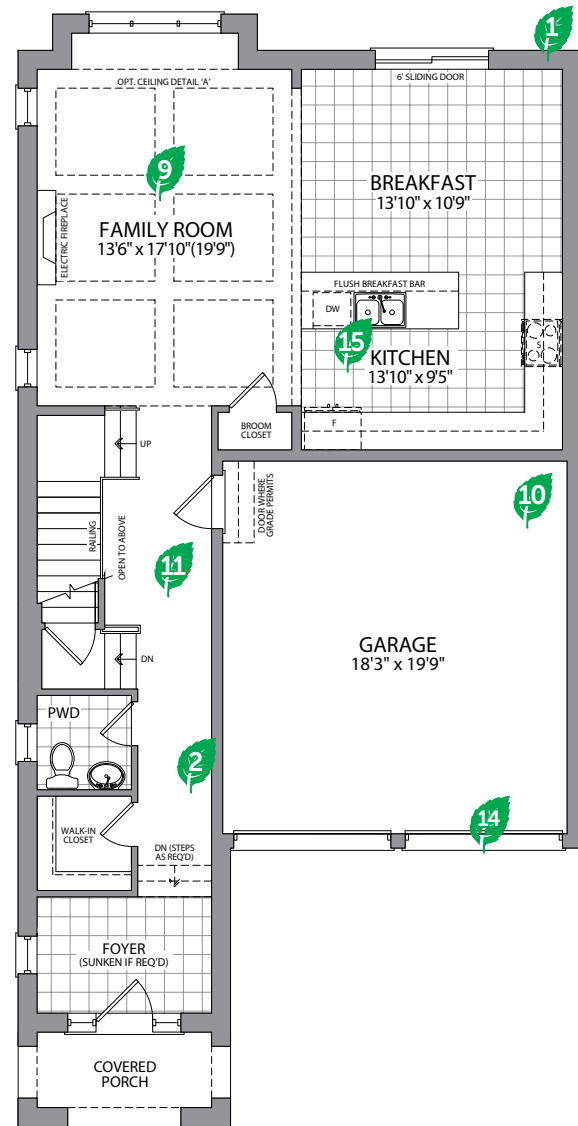 1
OPT. CEILING DETAIL 'A'
6' SLIDING DOOR
9
BREAKFAST
13'10" x 10'9"
ELECTRIC FIREPLACE
FAMILY ROOM
13'6" x 17'10"(19'9")
FLUSH BREAKFAST BAR
DW
15
S
KITCHEN
13'10" x 9'5"
F
BROOM
CLOSET
UP
DOOR WHERE
GRADE PERMITS
10
RAILING
OPEN TO ABOVE
11
GARAGE
18'3" x 19'9"
DN
PWD
2
14
WALK-IN
CLOSET
DN (STEPS
AS REQ'D)
FOYER
(SUNKEN IF REQ'D)
COVERED
PORCH